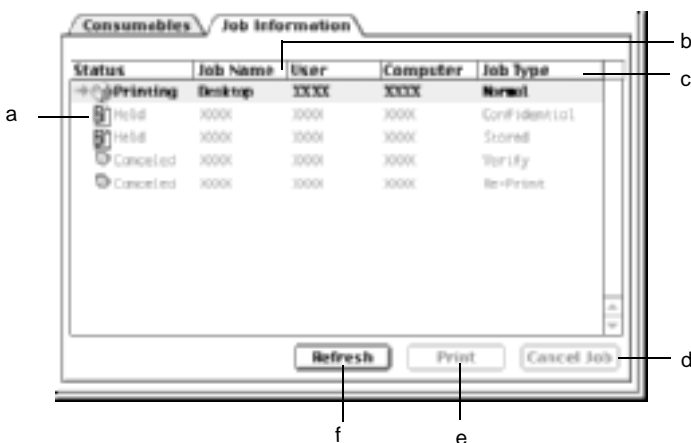 Consumables Job Information
b
Status Job Name User Computer Job Type
c
Printing Desktop XXXX XXXX Normal
a
Held XXXX XXXX XXXX Confidential
Held XXXX XXXX XXXX Stored
Canceled XXXX XXXX XXXX Verify
Canceled XXXX XXXX XXXX Re-Print
Refresh Print Cancel Job
d
f e